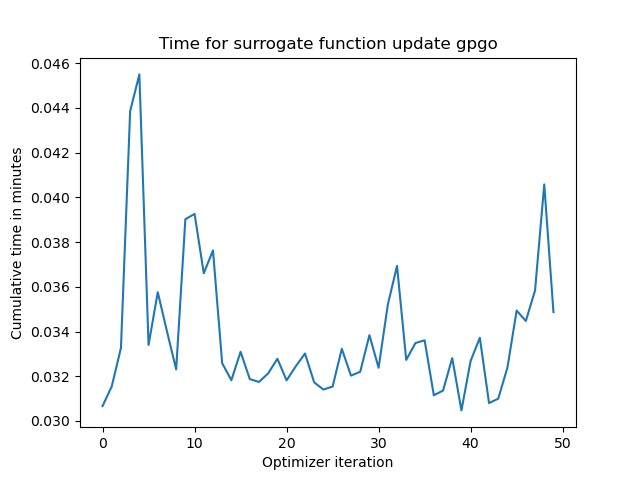 Time for surrogate function update gpgo
0.046
0.044
0.042
0.040
0.038
0.036
0.034
0.032
0.030
Cumulative time in minutes
0 10 20 30 40 50
Optimizer iteration